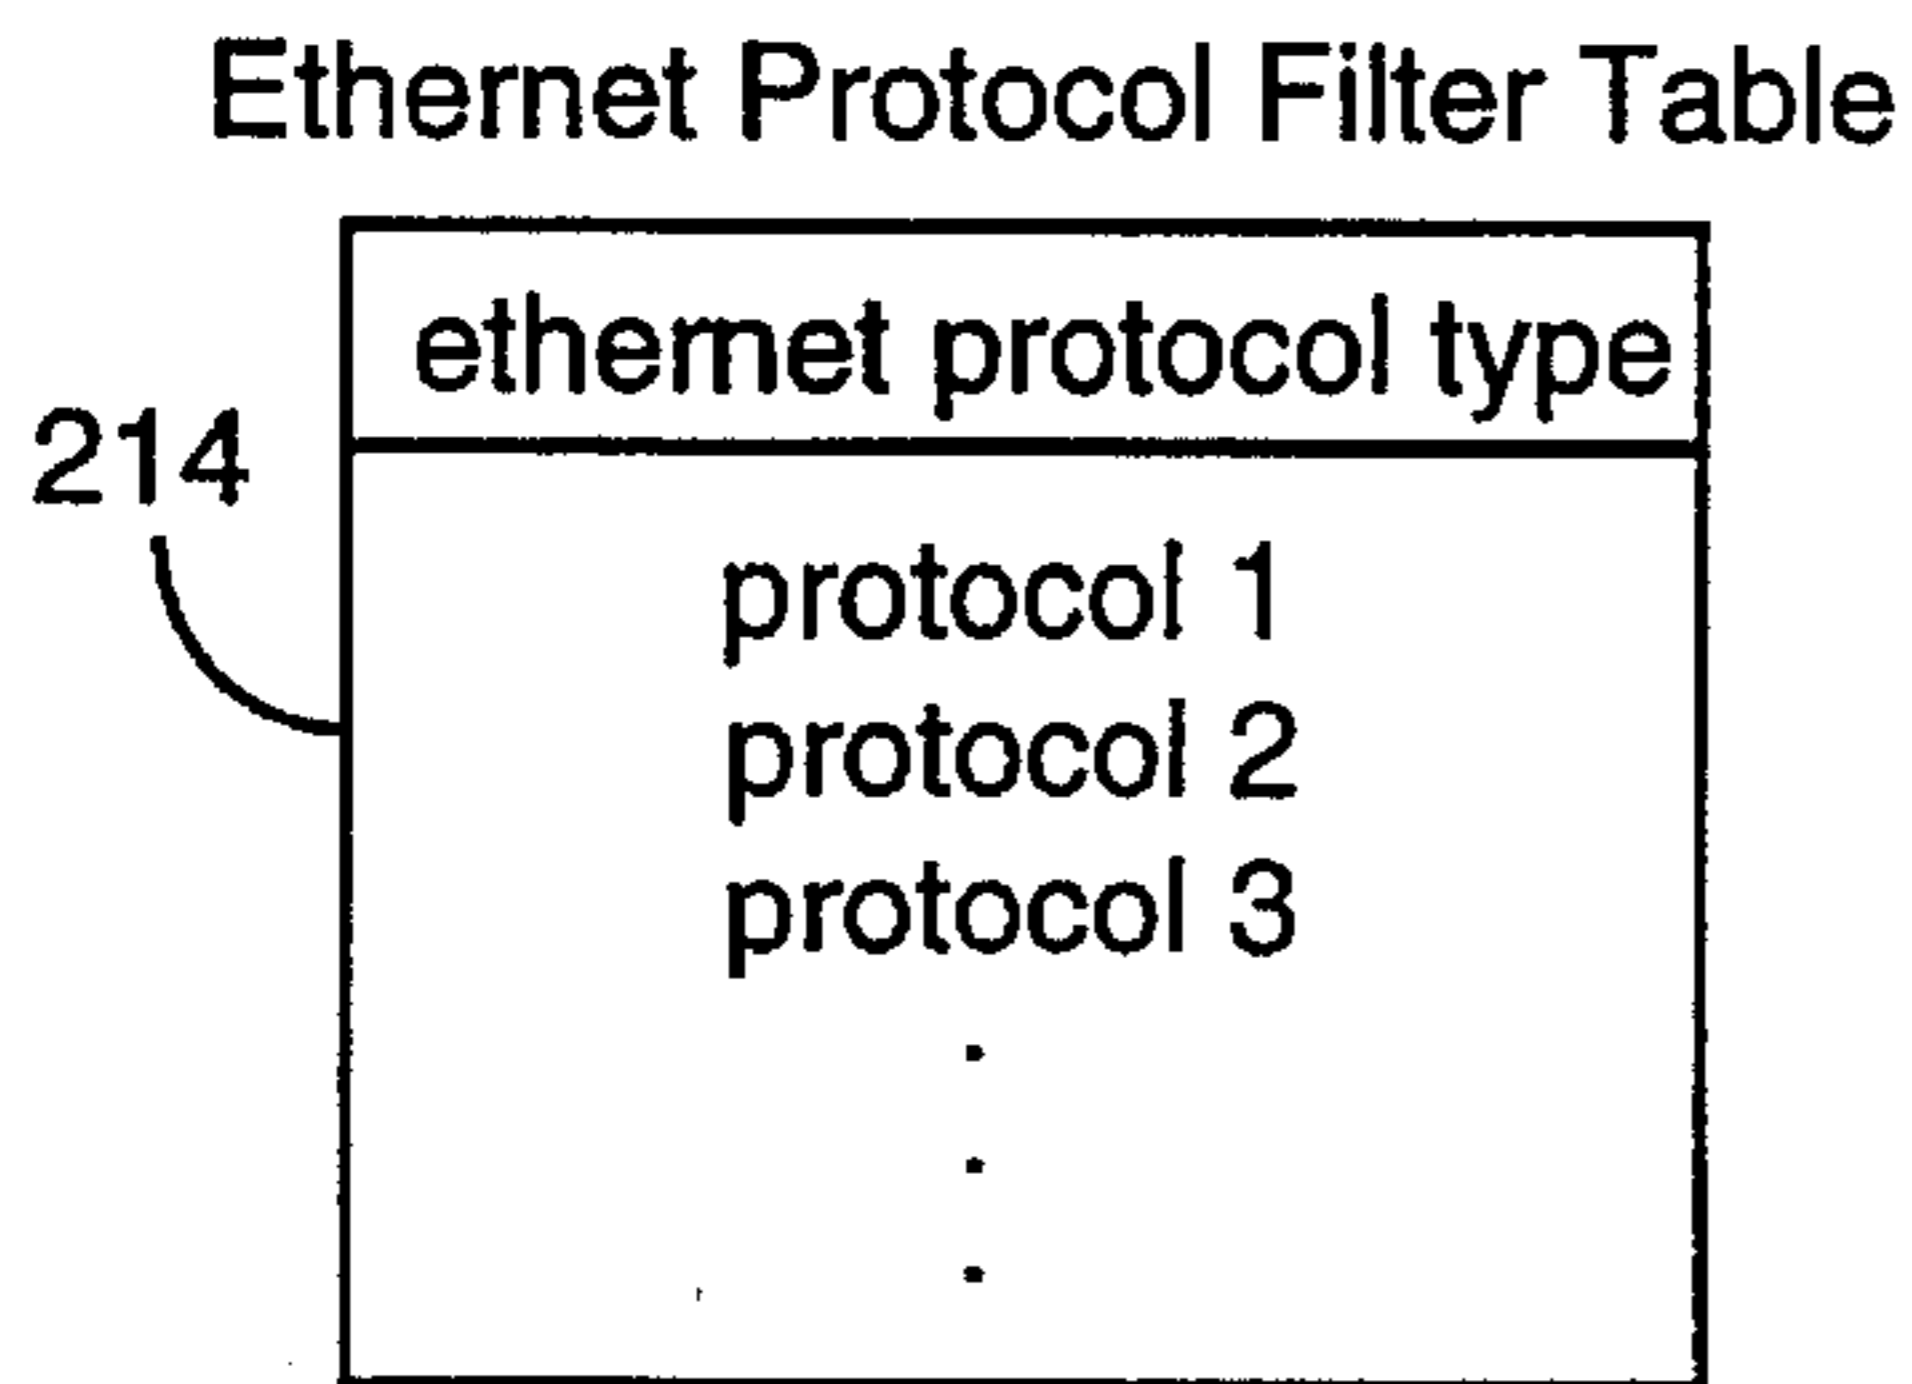 Ethernet Protocol Filter Table
ethernet protocol type
214
protocol 1
protocol 2
protocol 3
.
.
.